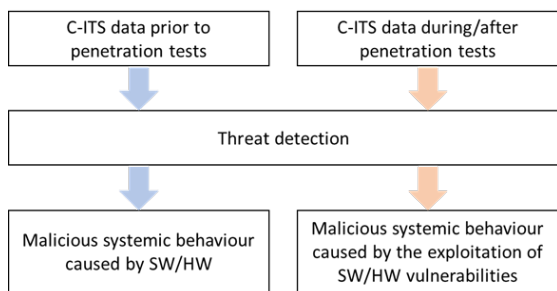 C-ITS data prior to
penetration tests
C-ITS data during/after
penetration tests
Threat detection
Malicious systemic behaviour
caused by SW/HW
Malicious systemic behaviour
caused by the exploitation of
SW/HW vulnerabilities